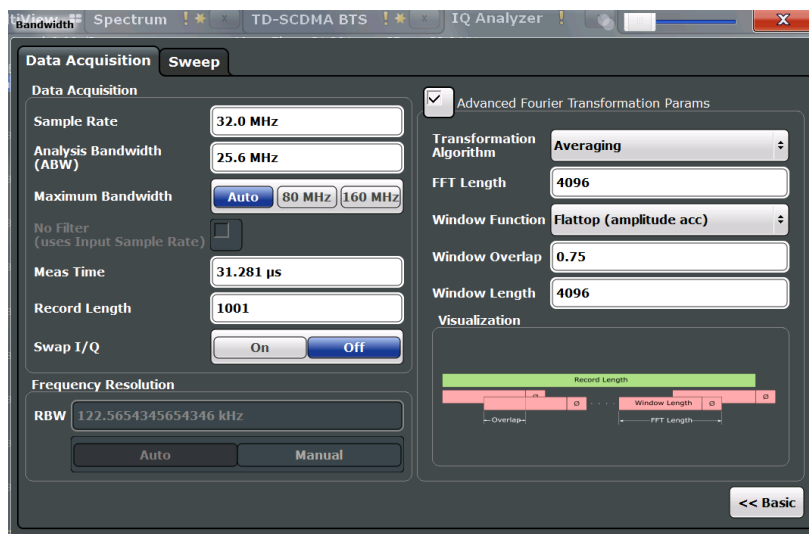 MultiView Spectrum ! TD-SCDMA BTS ! IQ Analyzer !
Bandwidth
X
Data Acquisition Sweep
Data Acquisition
Sample Rate 32.0 MHz
Analysis Bandwidth
(ABW)
25.6 MHz
Maximum Bandwidth Auto 80 MHz 160 MHz
No Filter
(uses Input Sample Rate)
Meas Time 31.281 µs
Record Length 1001
Swap I/Q On Off
Frequency Resolution
RBW 122.5654345654346 kHz
Auto Manual
Advanced Fourier Transformation Params
Transformation
Algorithm
Averaging
FFT Length 4096
Window Function Flattop (amplitude acc)
Window Overlap 0.75
Window Length 4096
Visualization
Record Length
Ø Ø
Ø Window Length Ø
Overlap FFT Length
<< Basic